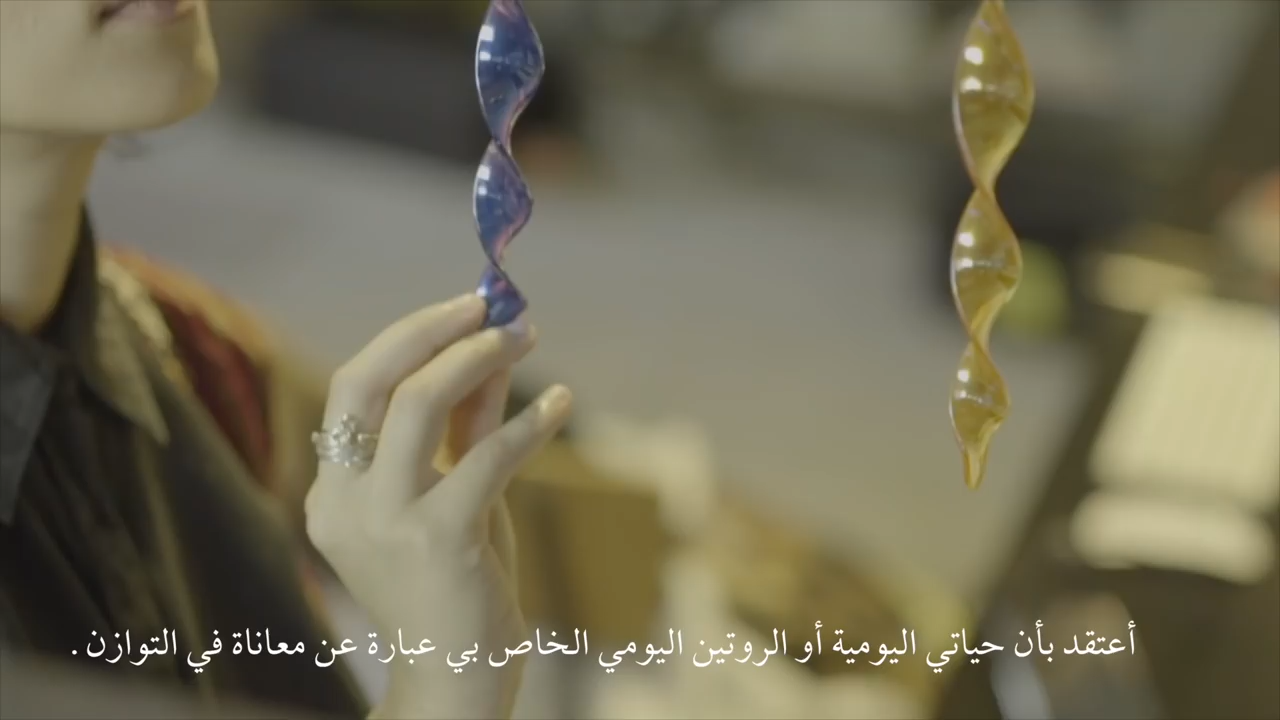 أعتقد بأن حياتي اليومية أو الروتين اليومي الخاص بي عبارة عن معاناة في التوازن .